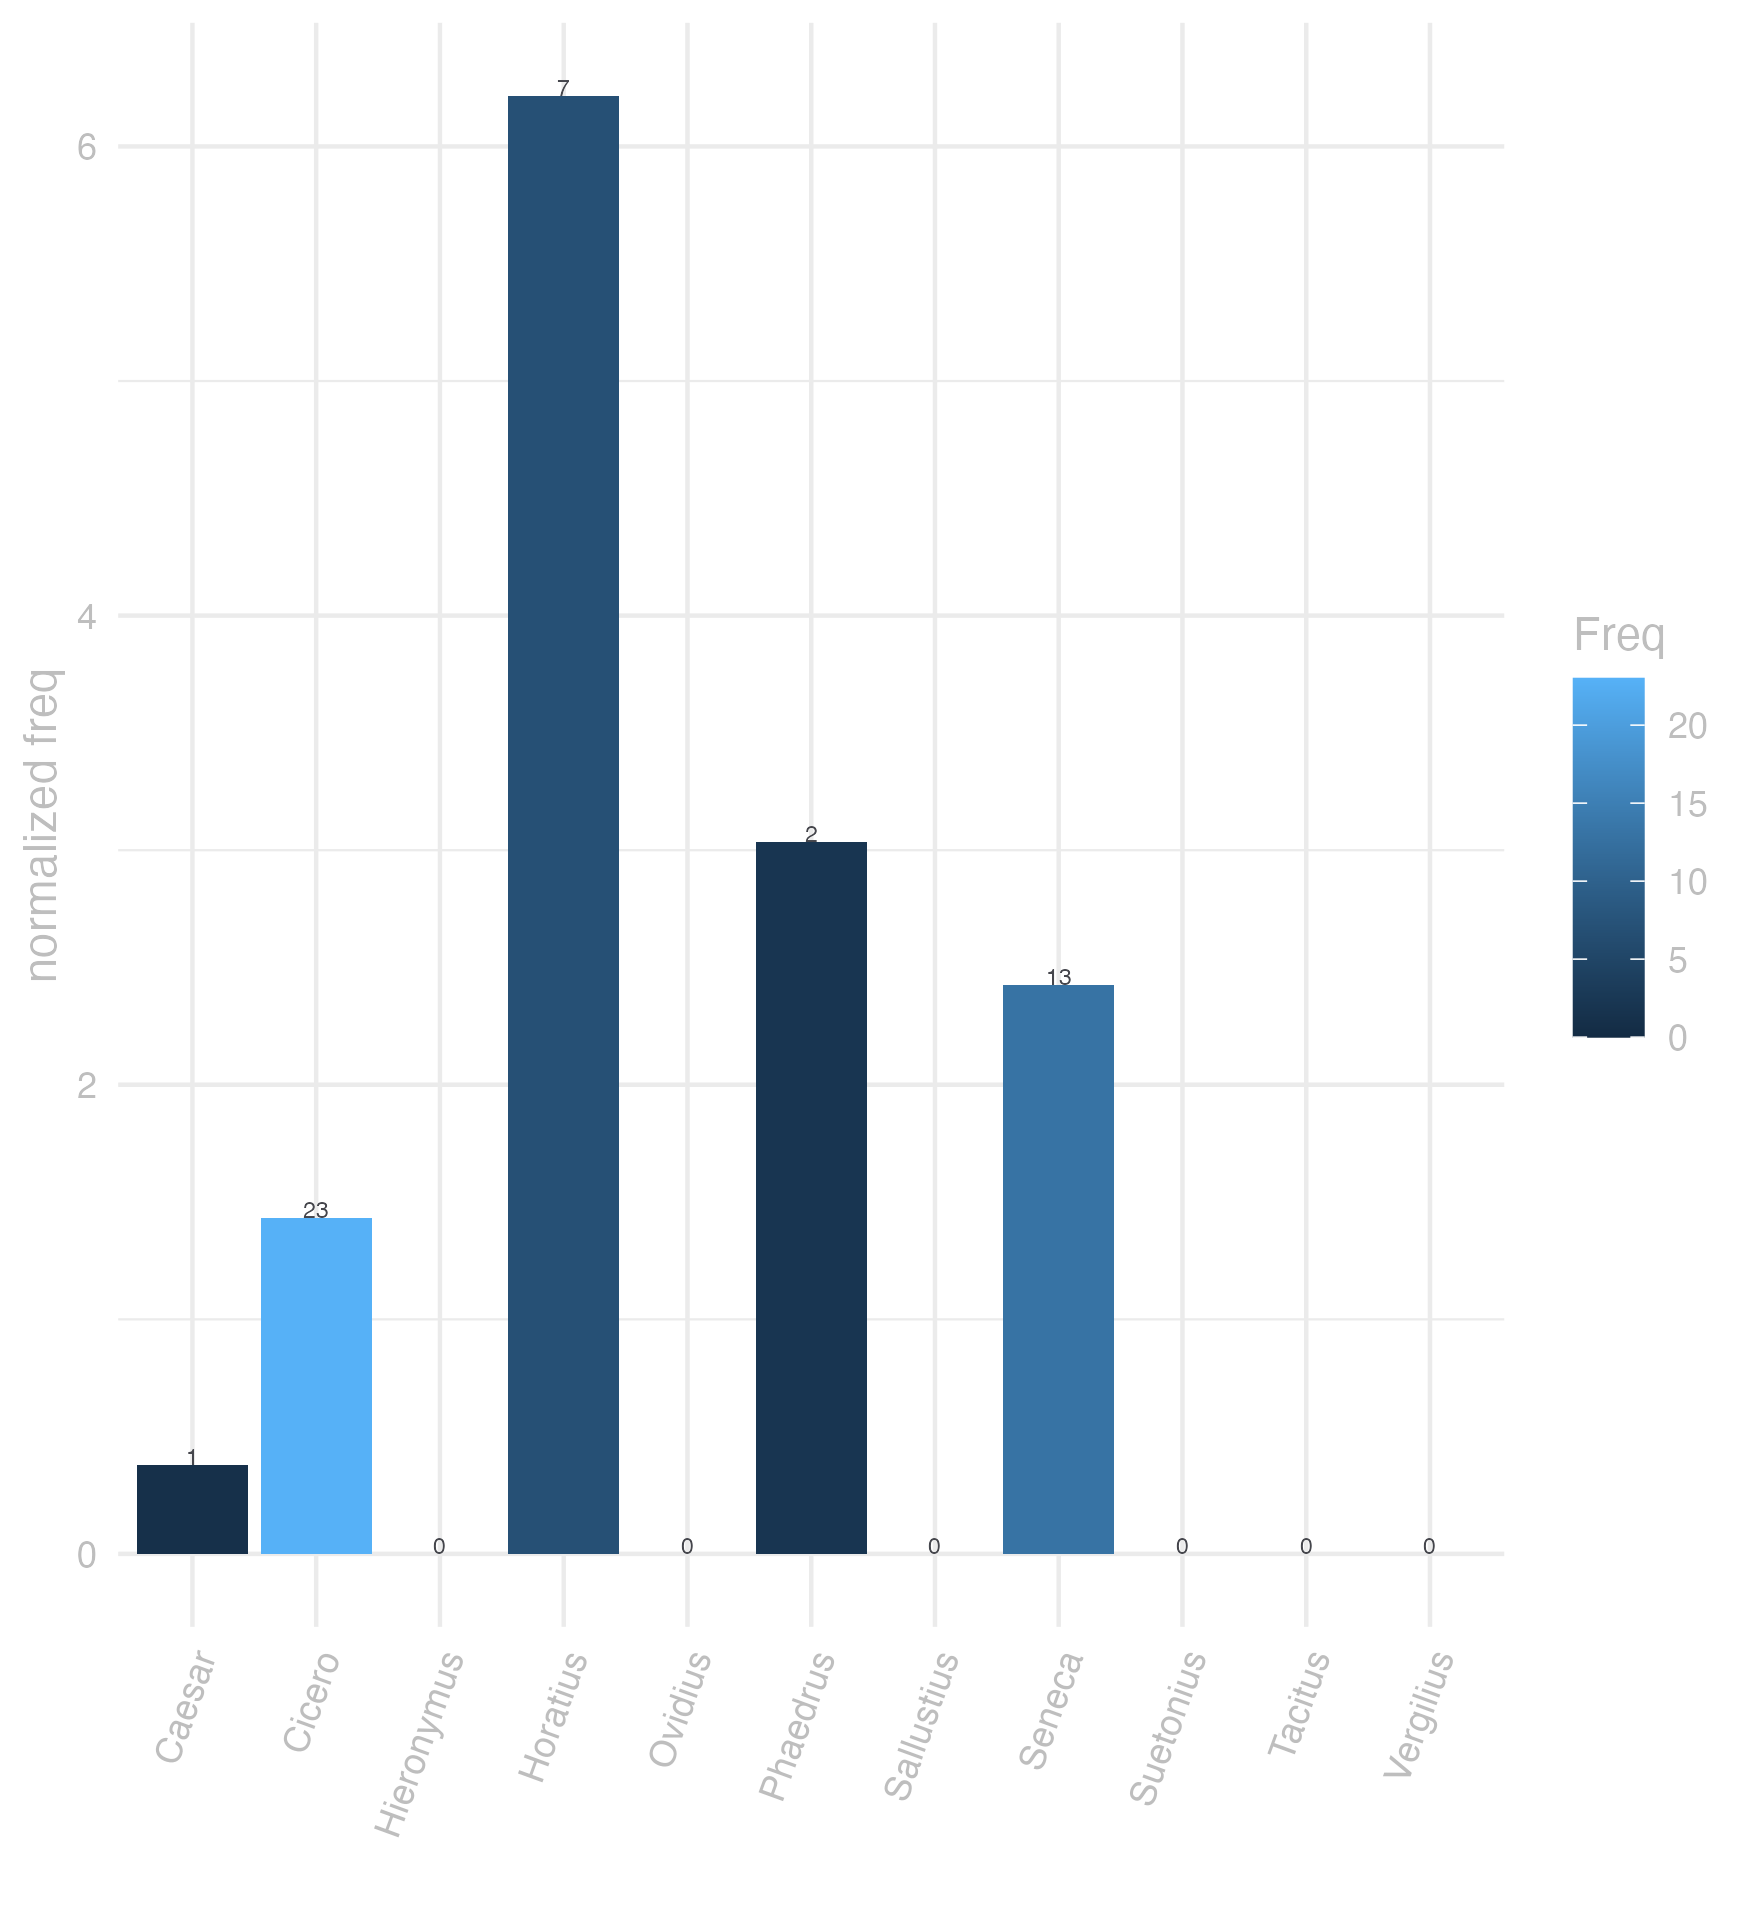 normalized freq
6
4
2
0
7
2
13
23
1
0
0
0
0
0
0
Caesar
Cicero
Hieronymus
Horatius
Ovidius
Phaedrus
Sallustius
Seneca
Suetonius
Tacitus
Vergilius
Freq
20
15
10
5
0